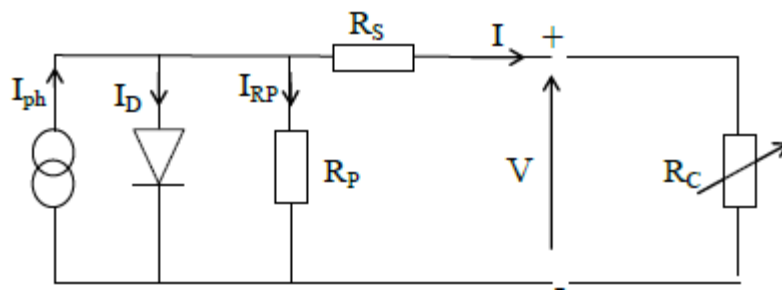 R_S
I
+
I_ph
I_D
I_RP
R_P
V
R_C
-